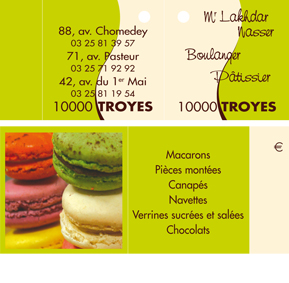 88, av. Chomedey
03 25 81 39 57
71, av. Pasteur
03 25 71 92 92
42, av. du 1er Mai
03 25 81 19 54
10000 TROYES
Mr Lakhdar
Nasser
Boulanger
Pâtissier
10000 TROYES
Macarons
Pièces montées
Canapés
Navettes
Verrines sucrées et salées
Chocolats
€